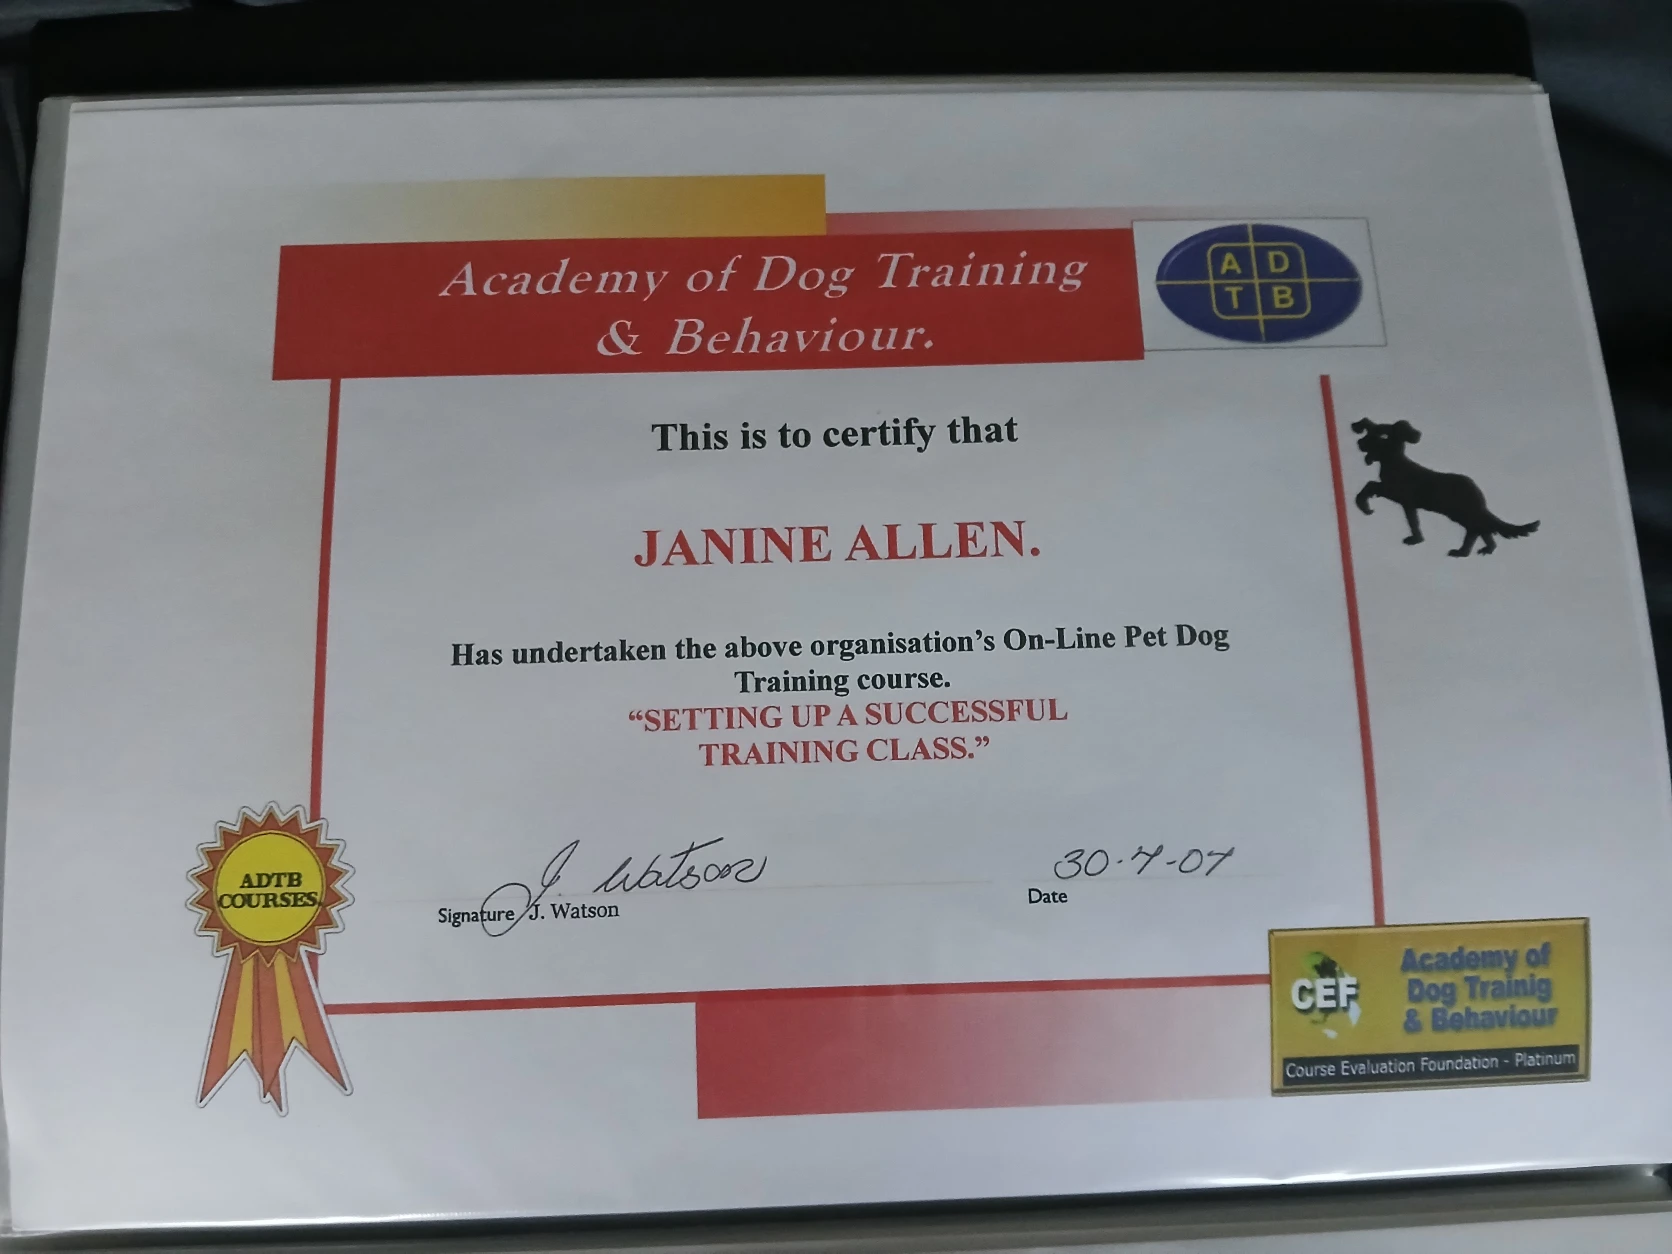 Academy of Dog Training
& Behaviour.
A D
T B
This is to certify that
JANINE ALLEN.
Has undertaken the above organisation's On-Line Pet Dog
Training course.
“SETTING UP A SUCCESSFUL
TRAINING CLASS.”
J. Watson
30-7-07
Signature J. Watson
Date
ADTB
COURSES.
CEF
Academy of
Dog Trainig
& Behaviour
Course Evaluation Foundation - Platinum